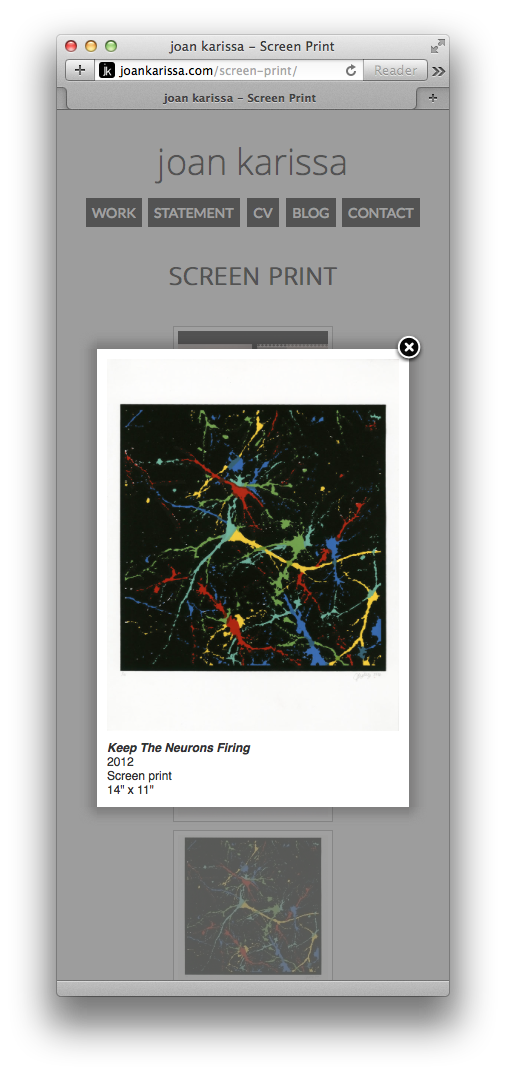 joan karissa – Screen Print
jk joankarissa.com/screen-print/ Reader
joan karissa – Screen Print
joan karissa
WORK STATEMENT CV BLOG CONTACT
SCREEN PRINT
Keep The Neurons Firing
2012
Screen print
14" x 11"